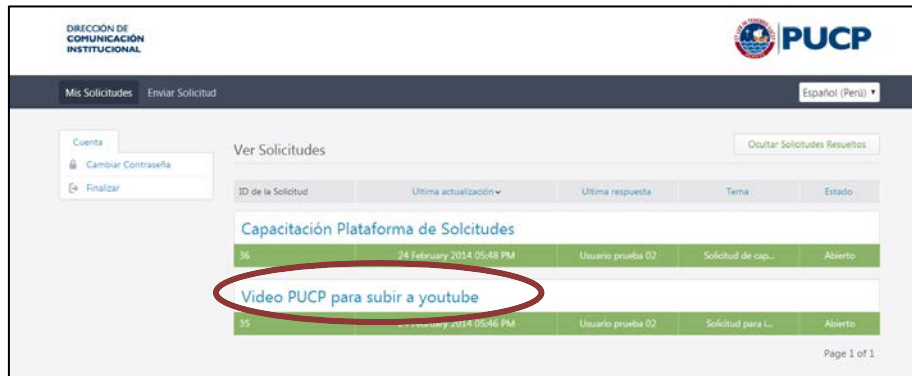 DIRECCIÓN DE
COMUNICACIÓN
INSTITUCIONAL
PUCP
Mis Solicitudes Enviar Solicitud Español (Perú)
Cuenta
Cambiar Contraseña
Finalizar
Ver Solicitudes Ocultar Solicitudes Resueltos
ID de la Solicitud Ultima actualización Ultima respuesta Tema Estado
Capacitación Plataforma de Solcitudes
36 24 February 2014 05:48 PM Usuario prueba 02 Solicitud de cap... Abierto
Video PUCP para subir a youtube
35 24 February 2014 05:46 PM Usuario prueba 02 Solicitud para i... Abierto
Page 1 of 1